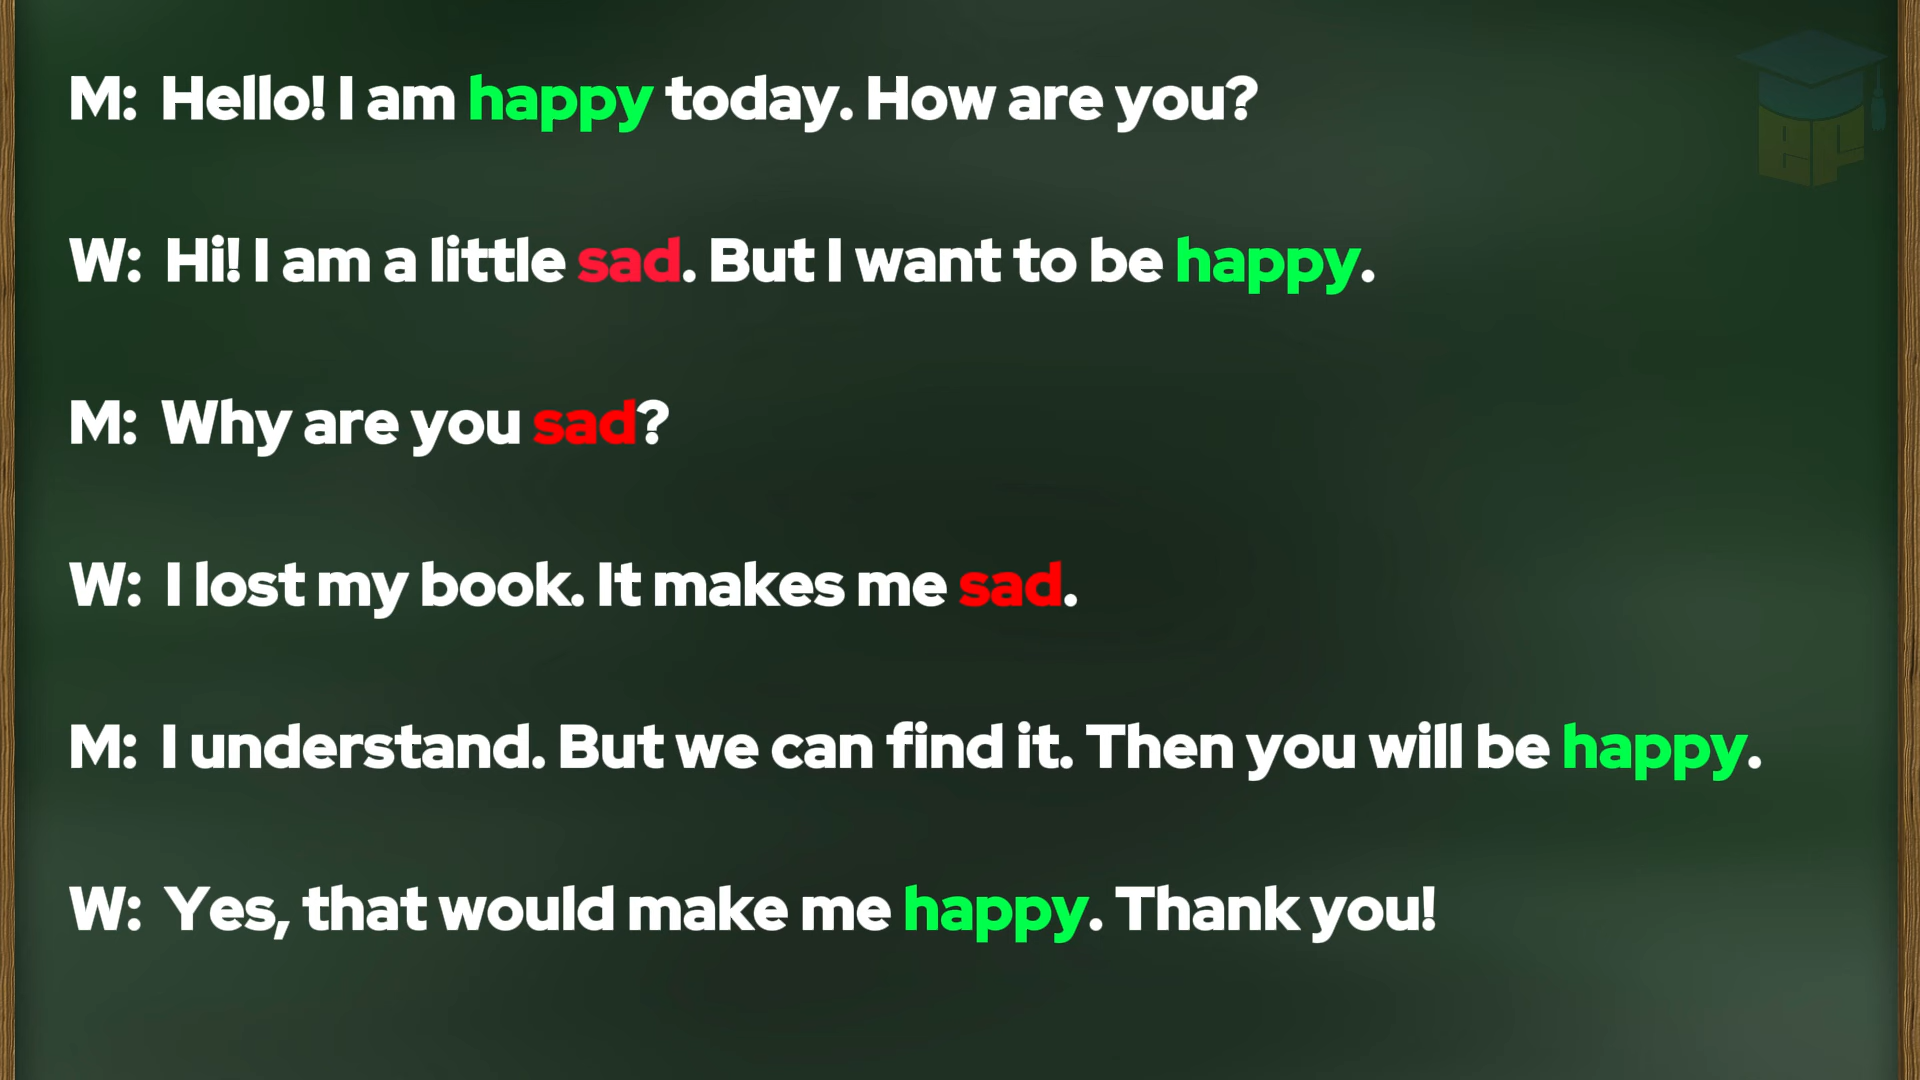 M: Hello! I am happy today. How are you?
W: Hi! I am a little sad. But I want to be happy.
M: Why are you sad?
W: I lost my book. It makes me sad.
M: I understand. But we can find it. Then you will be happy.
W: Yes, that would make me happy. Thank you!